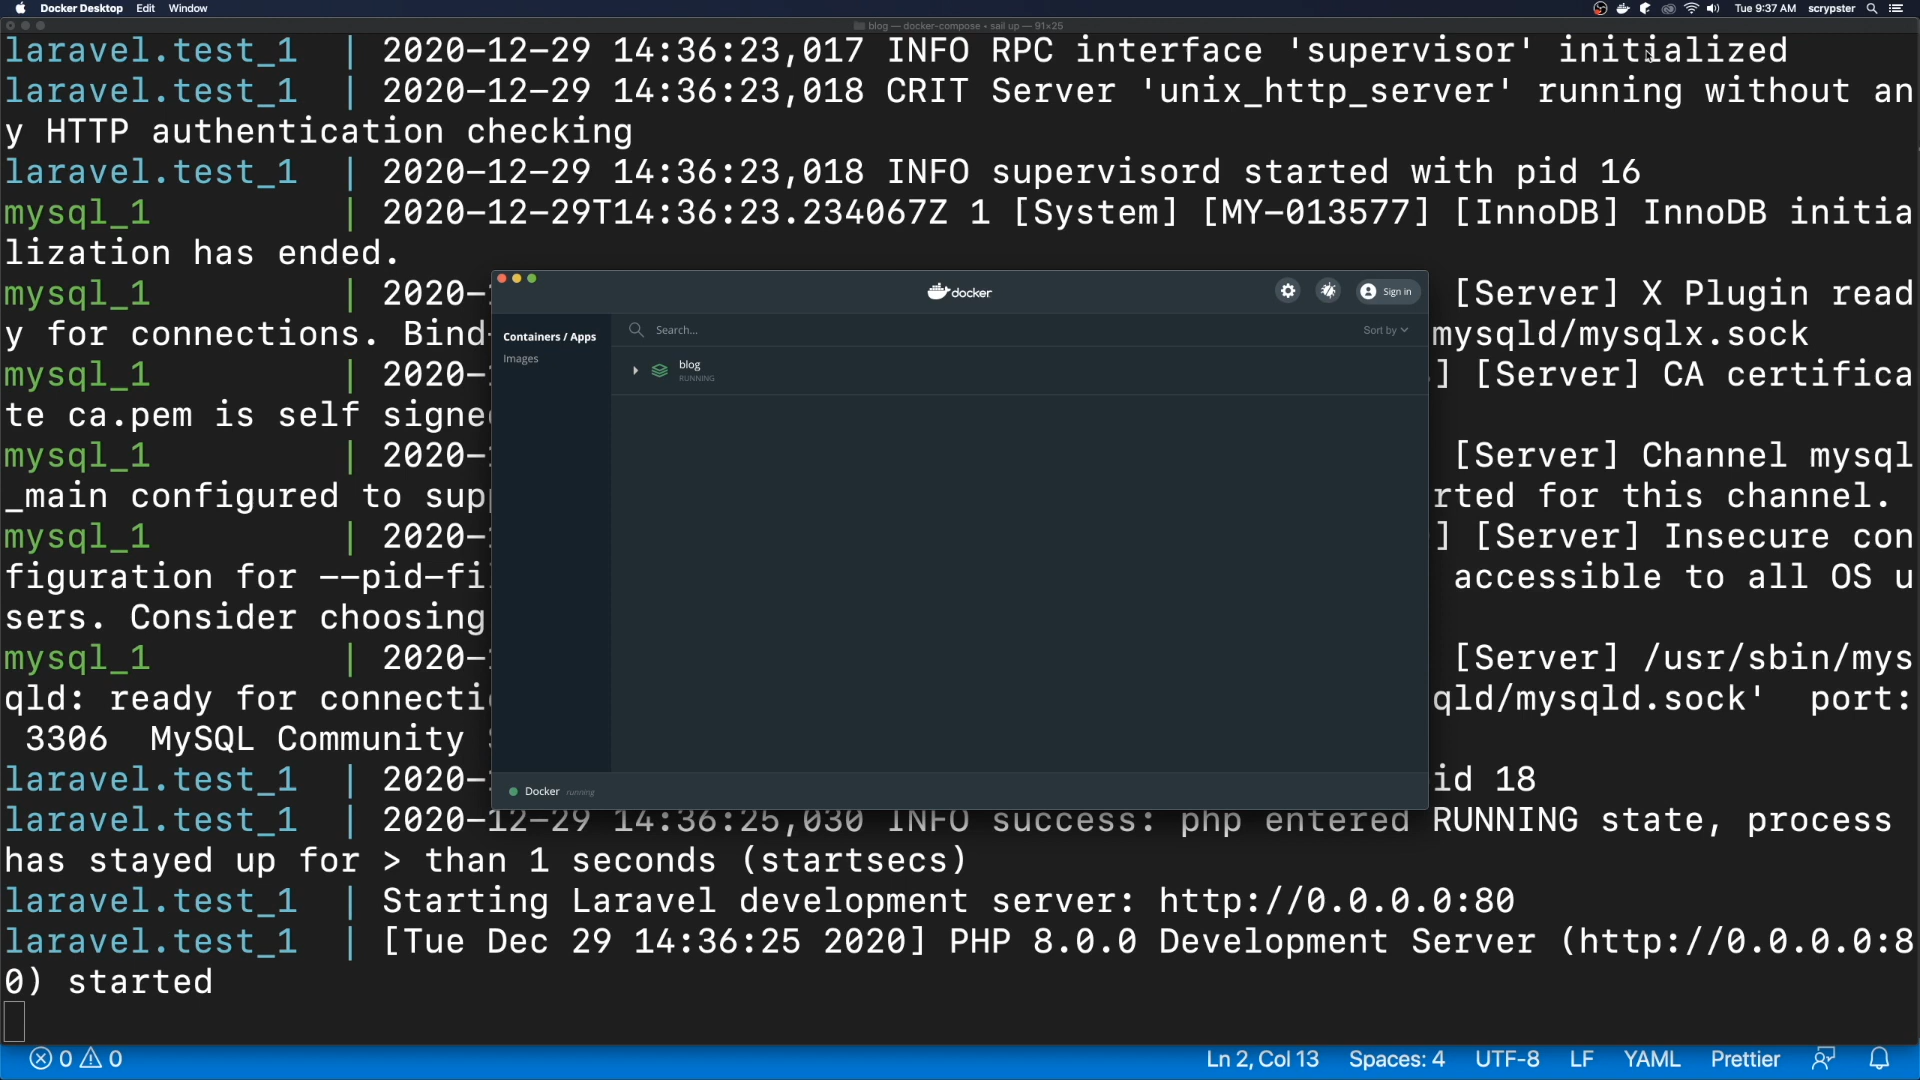 Docker Desktop Edit Window Tue 9:37 AM scrypster
blog — docker-compose • sail up — 91×25
laravel.test_1 | 2020-12-29 14:36:23,017 INFO RPC interface 'supervisor' initialized
laravel.test_1 | 2020-12-29 14:36:23,018 CRIT Server 'unix_http_server' running without an
y HTTP authentication checking
laravel.test_1 | 2020-12-29 14:36:23,018 INFO supervisord started with pid 16
mysql_1 | 2020-12-29T14:36:23.234067Z 1 [System] [MY-013577] [InnoDB] InnoDB initia
lization has ended.
mysql_1 | 2020- [Server] X Plugin read
y for connections. Bind- mysqld/mysqlx.sock
mysql_1 | 2020- ] [Server] CA certifica
te ca.pem is self signe
mysql_1 | 2020- [Server] Channel mysql
_main configured to sup rted for this channel.
mysql_1 | 2020- ] [Server] Insecure con
figuration for --pid-fi accessible to all OS u
sers. Consider choosing
mysql_1 | 2020- [Server] /usr/sbin/mys
qld: ready for connecti qld/mysqld.sock' port:
3306 MySQL Community
laravel.test_1 | 2020- id 18
laravel.test_1 | 2020-12-29 14:36:25,030 INFO success: php entered RUNNING state, process
has stayed up for > than 1 seconds (startsecs)
laravel.test_1 | Starting Laravel development server: http://0.0.0.0:80
laravel.test_1 | [Tue Dec 29 14:36:25 2020] PHP 8.0.0 Development Server (http://0.0.0.0:8
0) started
docker
Sign in
Containers / Apps
Images
Search...
Sort by
blog
RUNNING
Docker running
0 0 Ln 2, Col 13 Spaces: 4 UTF-8 LF YAML Prettier